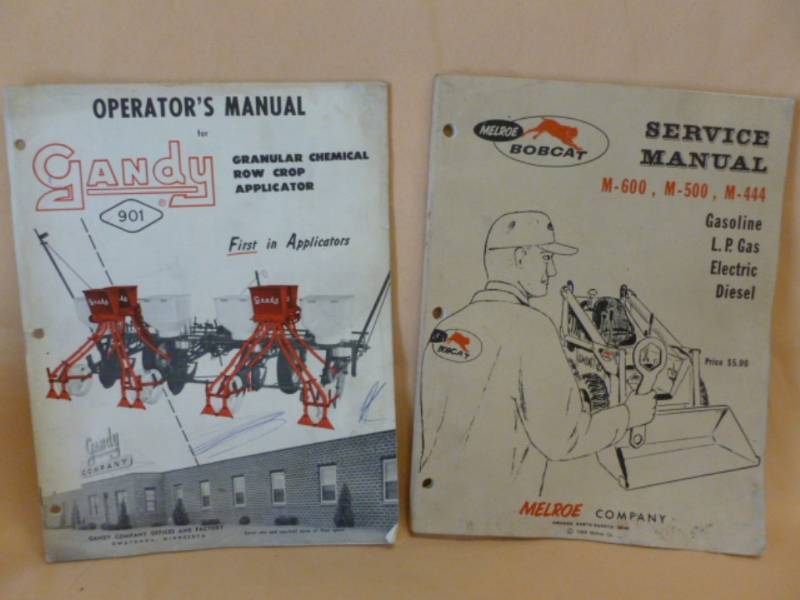 OPERATOR'S MANUAL
for
Gandy®
901
GRANULAR CHEMICAL
ROW CROP
APPLICATOR
First in Applicators
Gandy
Gandy
Gandy
COMPANY
GANDY COMPANY OFFICES AND FACTORY
OWATONNA, MINNESOTA
MELROE
BOBCAT
SERVICE
MANUAL
M-600, M-500, M-444
Gasoline
L.P. Gas
Electric
Diesel
BOBCAT
Price $5.00
MELROE COMPANY